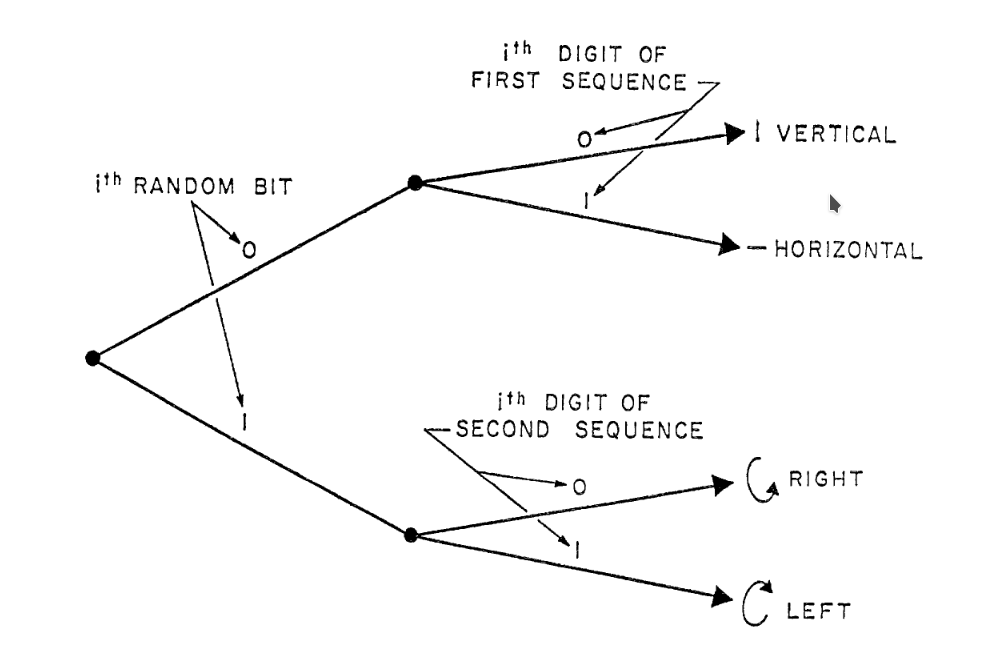 iᵗʰ DIGIT OF
FIRST SEQUENCE
0
| VERTICAL
iᵗʰ RANDOM BIT
1
0
— HORIZONTAL
1
iᵗʰ DIGIT OF
SECOND SEQUENCE
0
RIGHT
1
LEFT